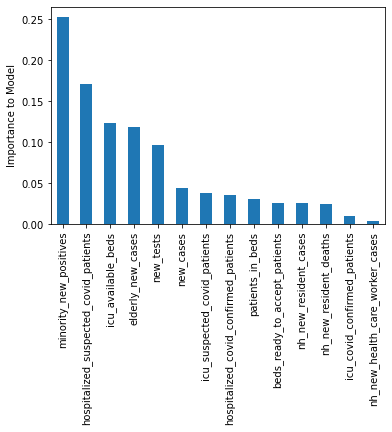 Importance to Model
0.25
0.20
0.15
0.10
0.05
0.00
minority_new_positives
hospitalized_suspected_covid_patients
icu_available_beds
elderly_new_cases
new_tests
new_cases
icu_suspected_covid_patients
hospitalized_covid_confirmed_patients
patients_in_beds
beds_ready_to_accept_patients
nh_new_resident_cases
nh_new_resident_deaths
icu_covid_confirmed_patients
nh_new_health_care_worker_cases